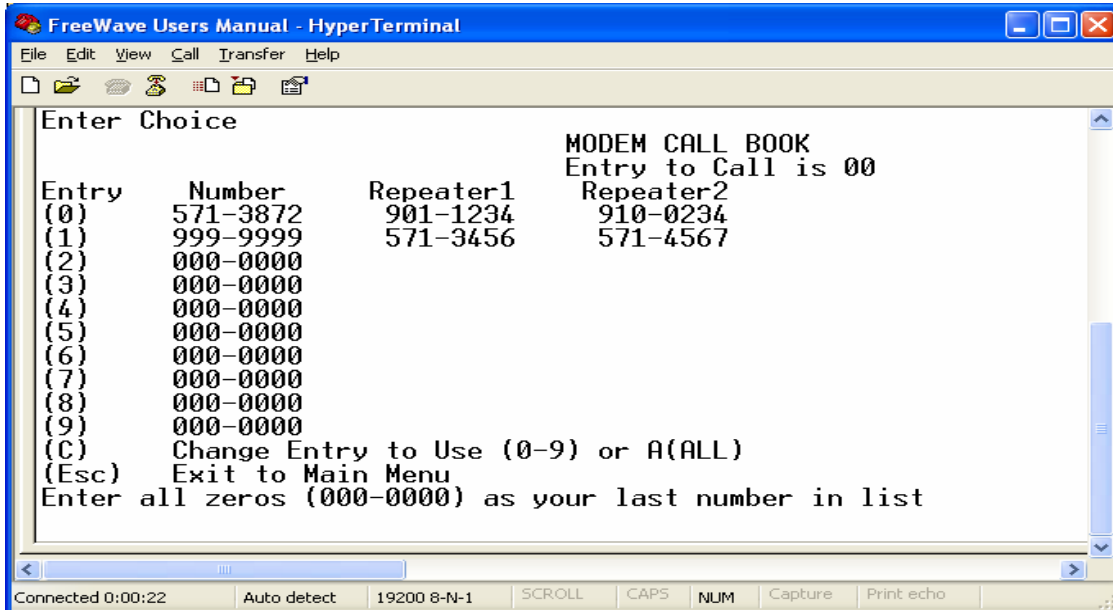 FreeWave Users Manual - HyperTerminal
File Edit View Call Transfer Help
Enter Choice
MODEM CALL BOOK
Entry to Call is 00
Entry Number Repeater1 Repeater2
(0) 571-3872 901-1234 910-0234
(1) 999-9999 571-3456 571-4567
(2) 000-0000
(3) 000-0000
(4) 000-0000
(5) 000-0000
(6) 000-0000
(7) 000-0000
(8) 000-0000
(9) 000-0000
(C) Change Entry to Use (0-9) or A(ALL)
(Esc) Exit to Main Menu
Enter all zeros (000-0000) as your last number in list
Connected 0:00:22 Auto detect 19200 8-N-1 SCROLL CAPS NUM Capture Print echo